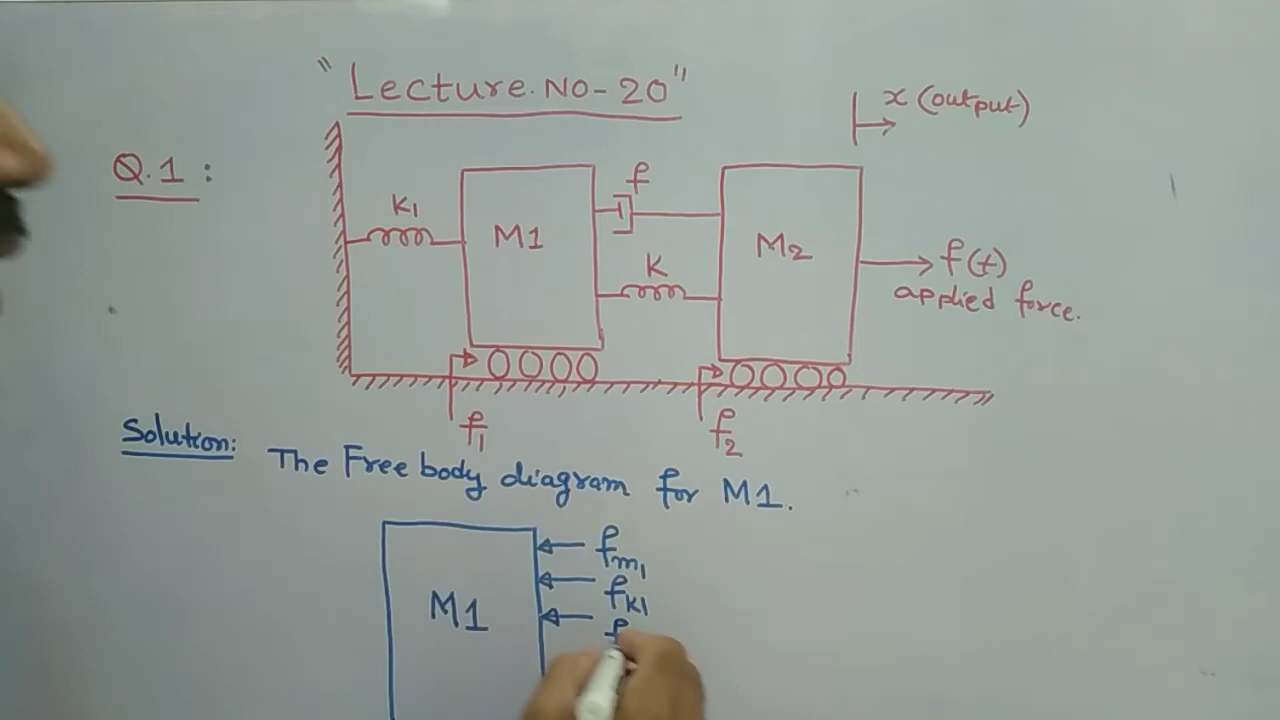 "Lecture. No-20"
x (output)
Q.1:
K1
M1
f
K
M2
f(t)
applied force.
f1
f2
Solution: The Free body diagram for M1.
M1
fm1
fK1
f